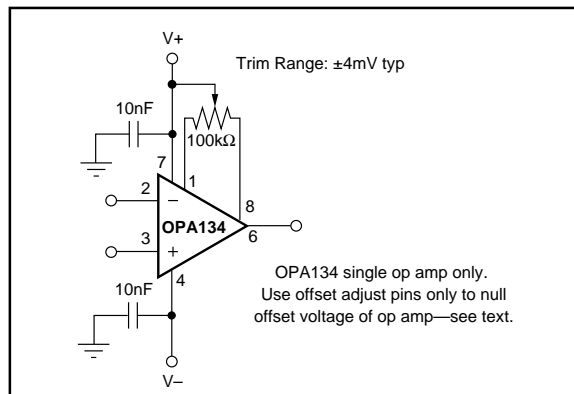 V+
Trim Range: ±4mV typ
10nF
100kΩ
7
1
2
–
8
OPA134
6
3
+
4
10nF
OPA134 single op amp only.
Use offset adjust pins only to null
offset voltage of op amp—see text.
V–